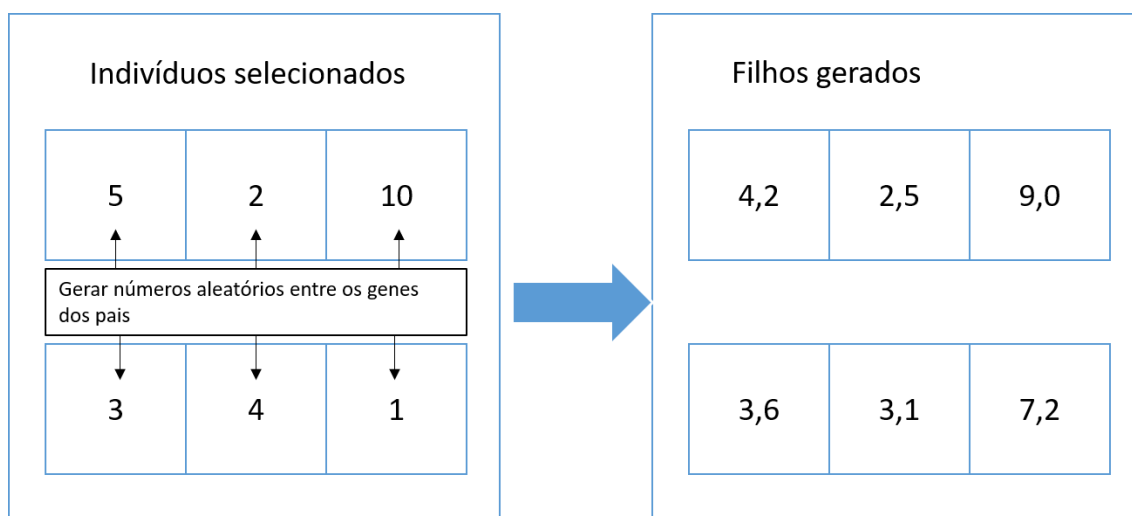 Indivíduos selecionados
5 2 10
Gerar números aleatórios entre os genes
dos pais
3 4 1
Filhos gerados
4,2 2,5 9,0
3,6 3,1 7,2